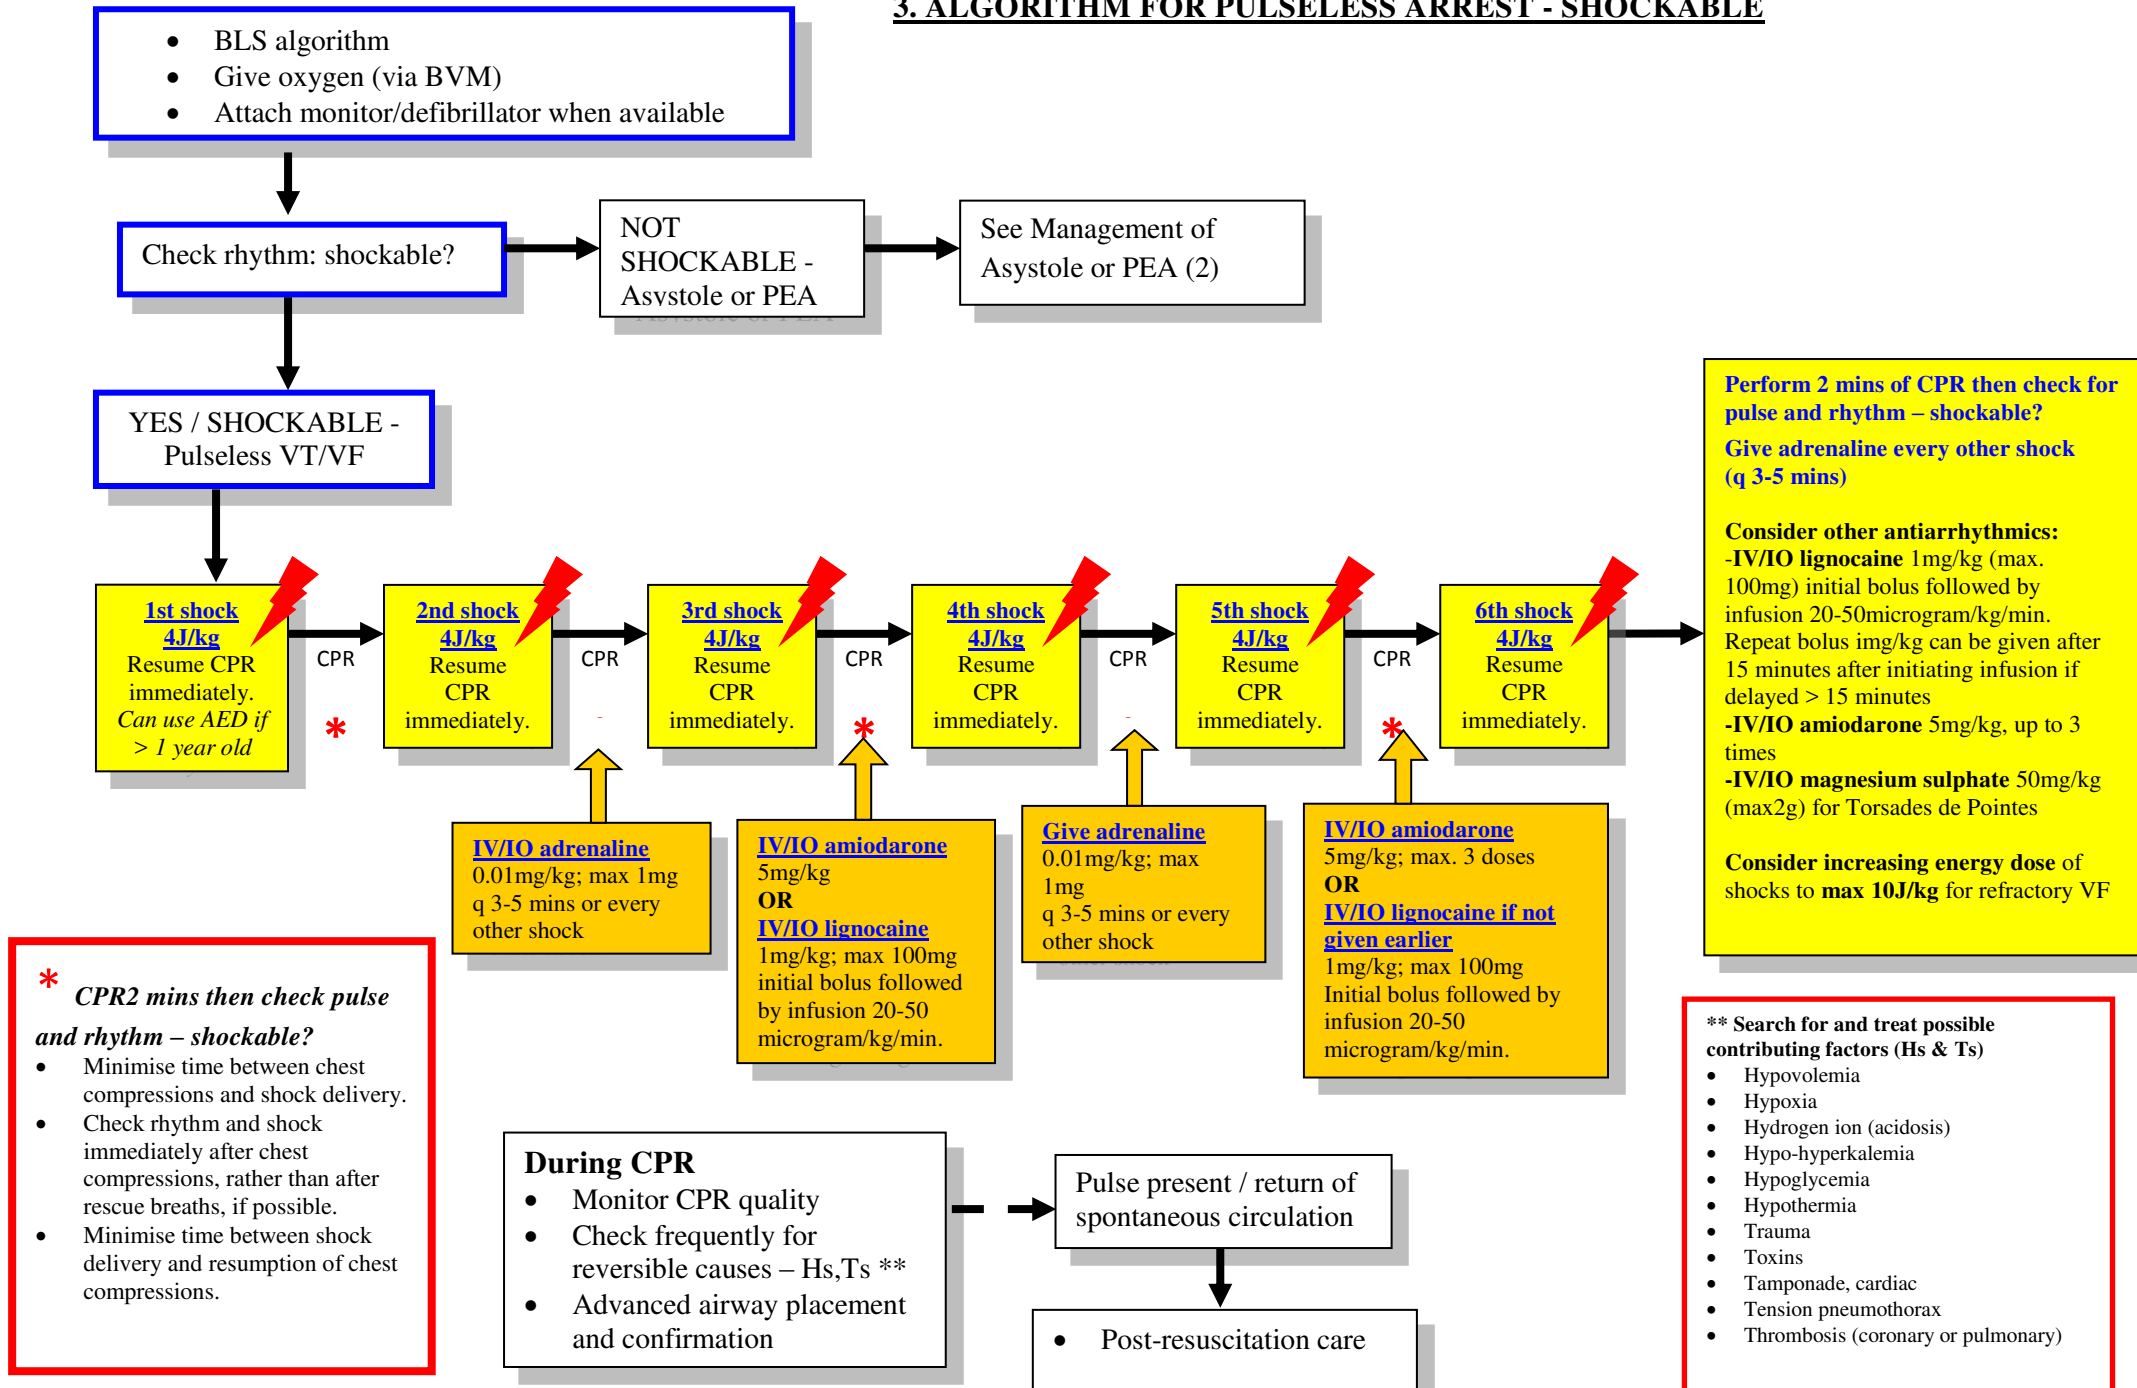 3. ALGORITHM FOR PULSELESS ARREST - SHOCKABLE
• BLS algorithm
• Give oxygen (via BVM)
• Attach monitor/defibrillator when available
Check rhythm: shockable?
NOT
SHOCKABLE -
Asystole or PEA
See Management of
Asystole or PEA (2)
YES / SHOCKABLE -
Pulseless VT/VF
1st shock
4J/kg
Resume CPR
immediately.
Can use AED if
> 1 year old
CPR
*
2nd shock
4J/kg
Resume
CPR
immediately.
CPR
3rd shock
4J/kg
Resume
CPR
immediately.
CPR
*
4th shock
4J/kg
Resume
CPR
immediately.
CPR
5th shock
4J/kg
Resume
CPR
immediately.
CPR
*
6th shock
4J/kg
Resume
CPR
immediately.
Perform 2 mins of CPR then check for
pulse and rhythm – shockable?
Give adrenaline every other shock
(q 3-5 mins)
Consider other antiarrhythmics:
-IV/IO lignocaine 1mg/kg (max.
100mg) initial bolus followed by
infusion 20-50microgram/kg/min.
Repeat bolus img/kg can be given after
15 minutes after initiating infusion if
delayed > 15 minutes
-IV/IO amiodarone 5mg/kg, up to 3
times
-IV/IO magnesium sulphate 50mg/kg
(max2g) for Torsades de Pointes
Consider increasing energy dose of
shocks to max 10J/kg for refractory VF
IV/IO adrenaline
0.01mg/kg; max 1mg
q 3-5 mins or every
other shock
IV/IO amiodarone
5mg/kg
OR
IV/IO lignocaine
1mg/kg; max 100mg
initial bolus followed
by infusion 20-50
microgram/kg/min.
Give adrenaline
0.01mg/kg; max
1mg
q 3-5 mins or every
other shock
IV/IO amiodarone
5mg/kg; max. 3 doses
OR
IV/IO lignocaine if not
given earlier
1mg/kg; max 100mg
Initial bolus followed by
infusion 20-50
microgram/kg/min.
* CPR2 mins then check pulse
and rhythm – shockable?
• Minimise time between chest
compressions and shock delivery.
• Check rhythm and shock
immediately after chest
compressions, rather than after
rescue breaths, if possible.
• Minimise time between shock
delivery and resumption of chest
compressions.
During CPR
• Monitor CPR quality
• Check frequently for
reversible causes – Hs,Ts **
• Advanced airway placement
and confirmation
Pulse present / return of
spontaneous circulation
• Post-resuscitation care
** Search for and treat possible
contributing factors (Hs & Ts)
• Hypovolemia
• Hypoxia
• Hydrogen ion (acidosis)
• Hypo-hyperkalemia
• Hypoglycemia
• Hypothermia
• Trauma
• Toxins
• Tamponade, cardiac
• Tension pneumothorax
• Thrombosis (coronary or pulmonary)